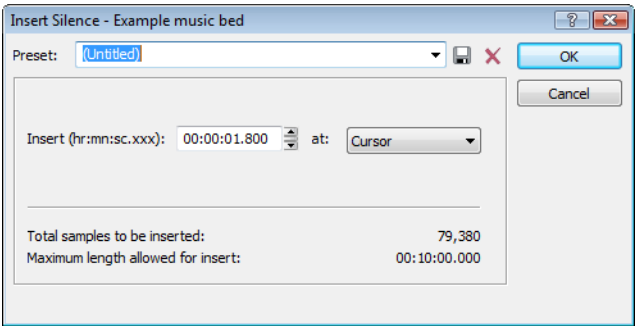 Insert Silence - Example music bed
Preset: (Untitled) OK
Cancel
Insert (hr:mn:sc.xxx): 00:00:01.800 at: Cursor
Total samples to be inserted: 79,380
Maximum length allowed for insert: 00:10:00.000